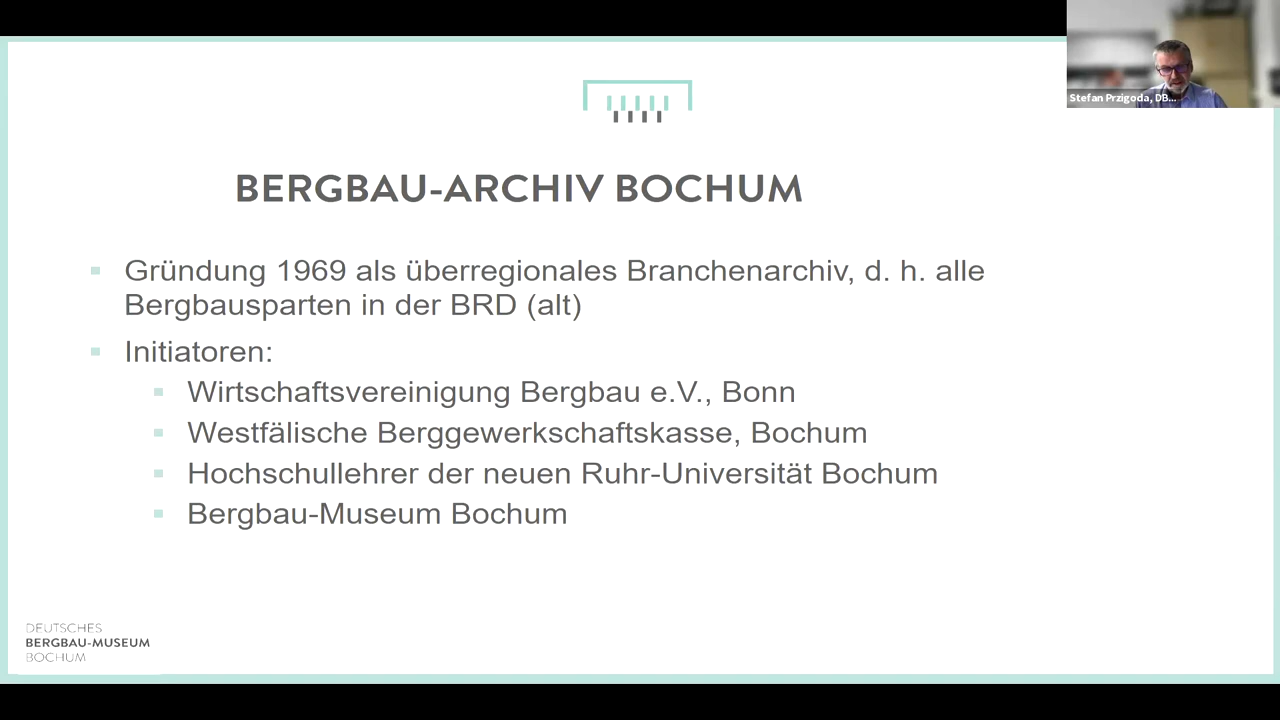 Stefan Przigoda, DB...
BERGBAU-ARCHIV BOCHUM
Gründung 1969 als überregionales Branchenarchiv, d. h. alle
Bergbausparten in der BRD (alt)
Initiatoren:
Wirtschaftsvereinigung Bergbau e.V., Bonn
Westfälische Berggewerkschaftskasse, Bochum
Hochschullehrer der neuen Ruhr-Universität Bochum
Bergbau-Museum Bochum
DEUTSCHES
BERGBAU-MUSEUM
BOCHUM